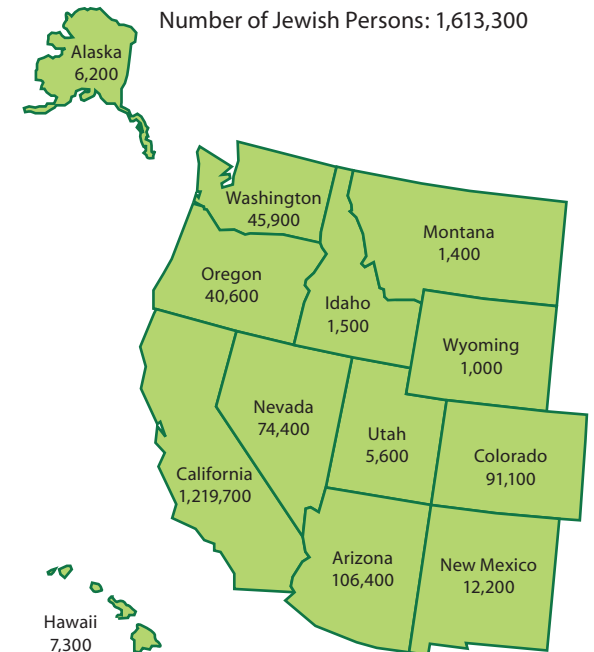 Number of Jewish Persons: 1,613,300
Alaska
6,200
Washington
45,900
Montana
1,400
Oregon
40,600
Idaho
1,500
Wyoming
1,000
Nevada
74,400
Utah
5,600
Colorado
91,100
California
1,219,700
Arizona
106,400
New Mexico
12,200
Hawaii
7,300